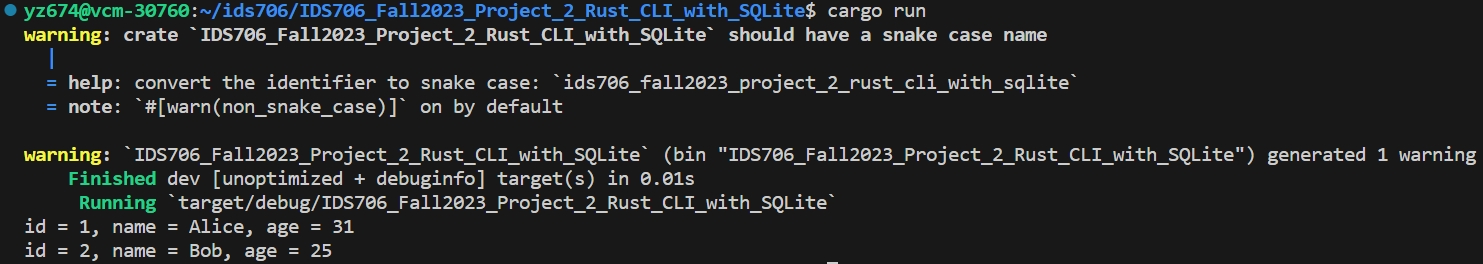 yz674@vcm-30760:~/ids706/IDS706_Fall2023_Project_2_Rust_CLI_with_SQLite$ cargo run
warning: crate `IDS706_Fall2023_Project_2_Rust_CLI_with_SQLite` should have a snake case name
|
= help: convert the identifier to snake case: `ids706_fall2023_project_2_rust_cli_with_sqlite`
= note: `#[warn(non_snake_case)]` on by default
warning: `IDS706_Fall2023_Project_2_Rust_CLI_with_SQLite` (bin "IDS706_Fall2023_Project_2_Rust_CLI_with_SQLite") generated 1 warning
Finished dev [unoptimized + debuginfo] target(s) in 0.01s
Running `target/debug/IDS706_Fall2023_Project_2_Rust_CLI_with_SQLite`
id = 1, name = Alice, age = 31
id = 2, name = Bob, age = 25